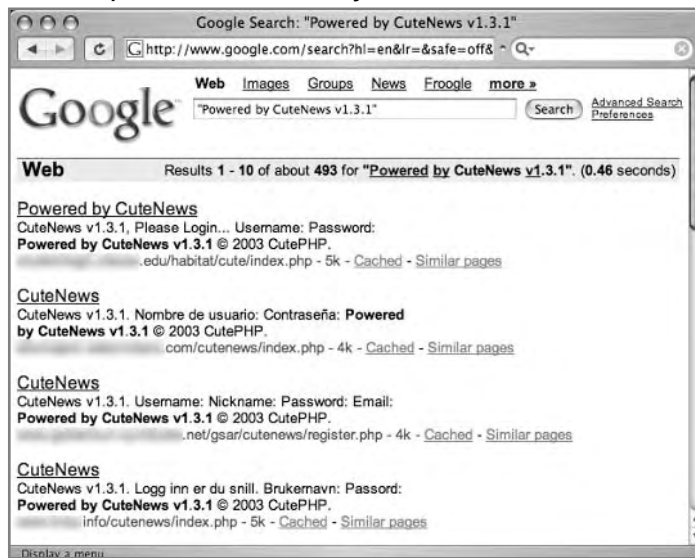 Google Search: "Powered by CuteNews v1.3.1"
http://www.google.com/search?hl=en&lr=&safe=off&
Web Images Groups News Froogle more »
Google
"Powered by CuteNews v1.3.1"
Search
Advanced Search
Preferences
Web Results 1 - 10 of about 493 for "Powered by CuteNews v1.3.1". (0.46 seconds)
Powered by CuteNews
CuteNews v1.3.1, Please Login... Username: Password:
Powered by CuteNews v1.3.1 © 2003 CutePHP.
.edu/habitat/cute/index.php - 5k - Cached - Similar pages
CuteNews
CuteNews v1.3.1. Nombre de usuario: Contraseña: Powered
by CuteNews v1.3.1 © 2003 CutePHP.
com/cutenews/index.php - 4k - Cached - Similar pages
CuteNews
CuteNews v1.3.1. Username: Nickname: Password: Email:
Powered by CuteNews v1.3.1 © 2003 CutePHP.
.net/gsar/cutenews/register.php - 4k - Cached - Similar pages
CuteNews
CuteNews v1.3.1. Logg inn er du snill. Brukernavn: Passord:
Powered by CuteNews v1.3.1 © 2003 CutePHP.
info/cutenews/index.php - 5k - Cached - Similar pages
Display a menu